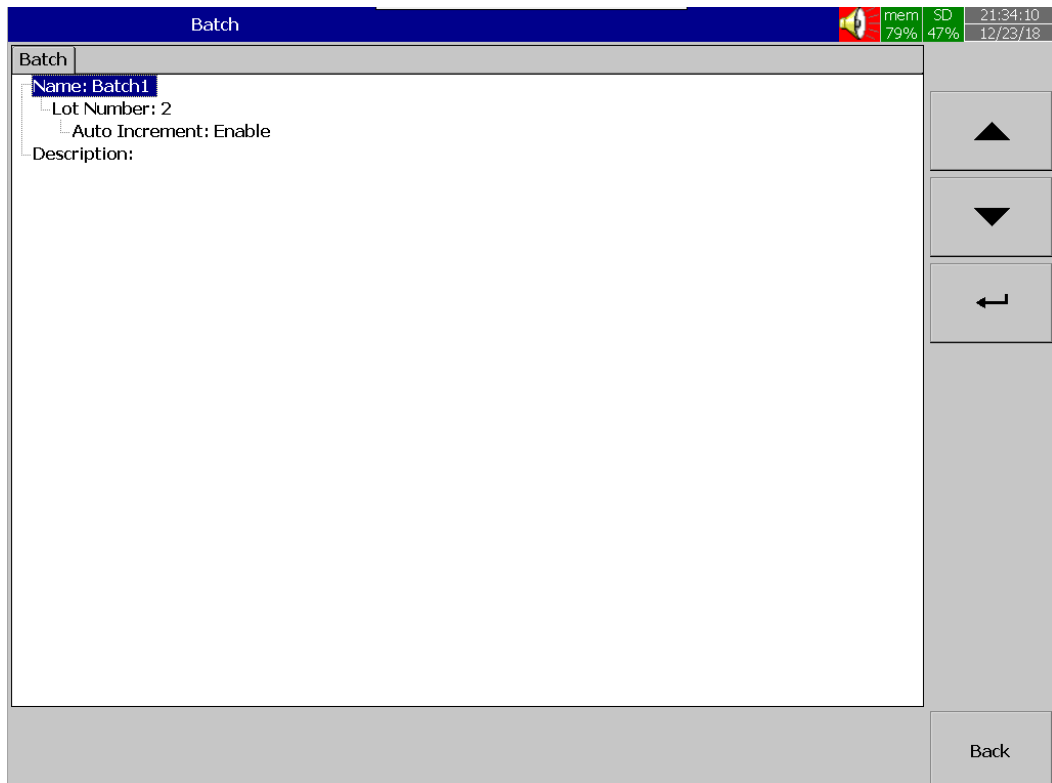 Batch
mem SD 21:34:10
79% 47% 12/23/18
Batch
Name: Batch1
Lot Number: 2
Auto Increment: Enable
Description:
Back